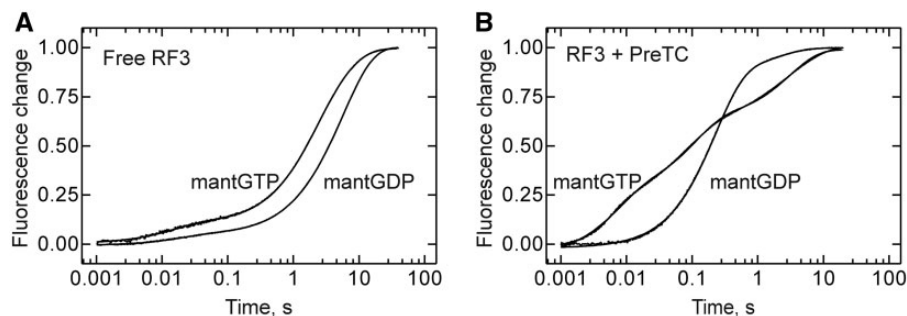 A
Free RF3
Fluorescence change
1.00
0.75
0.50
0.25
0.00
mantGTP
mantGDP
0.001 0.01 0.1 1 10 100
Time, s
B
RF3 + PreTC
Fluorescence change
1.00
0.75
0.50
0.25
0.00
mantGTP
mantGDP
0.001 0.01 0.1 1 10 100
Time, s